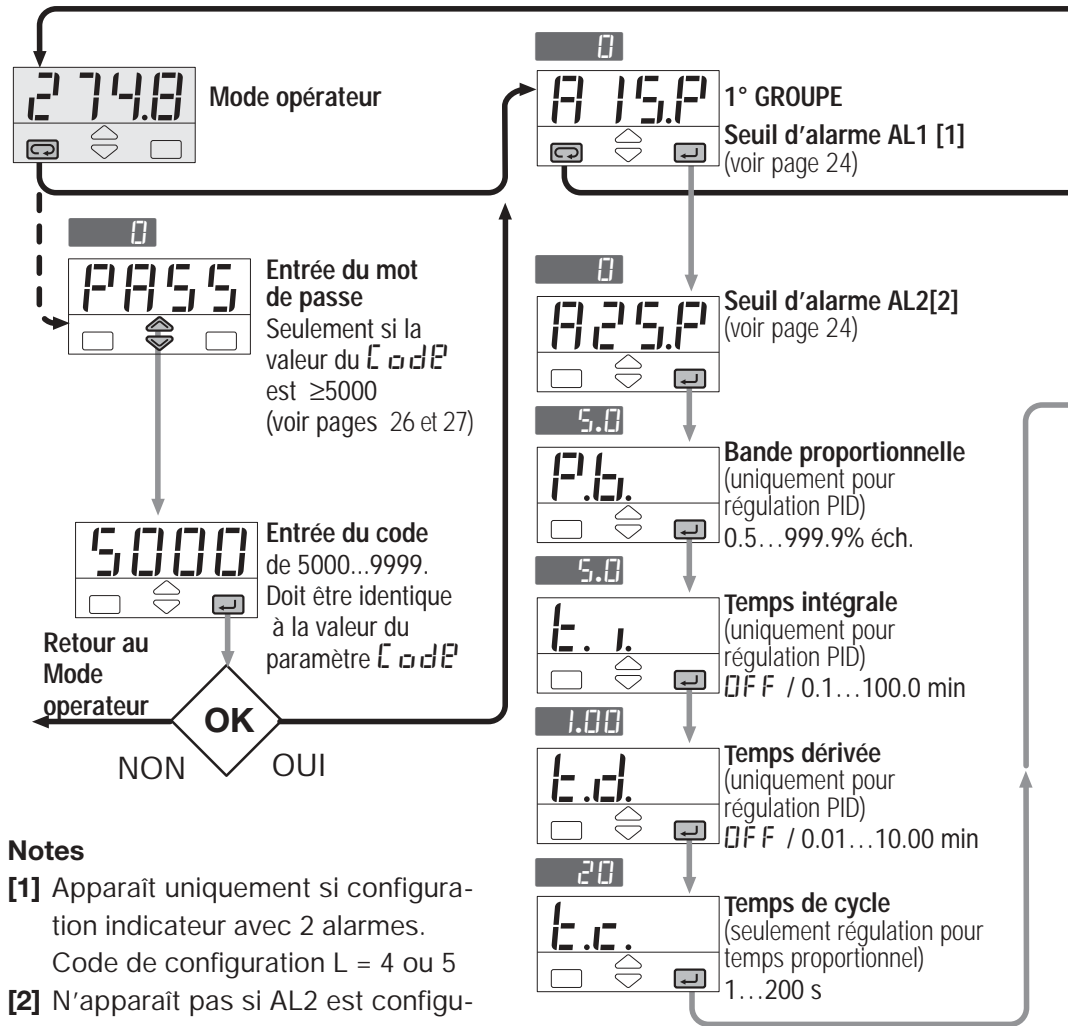 274.8
Mode opérateur
0
PASS
Entrée du mot
de passe
Seulement si la
valeur du CodE
est ≥5000
(voir pages 26 et 27)
5000
Entrée du code
de 5000...9999.
Doit être identique
à la valeur du
paramètre CodE
Retour au
Mode
operateur
OK
NON
OUI
Notes
[1] Apparaît uniquement si configura-
tion indicateur avec 2 alarmes.
Code de configuration L = 4 ou 5
[2] N'apparaît pas si AL2 est configu-
0
A1S.P
1° GROUPE
Seuil d'alarme AL1 [1]
(voir page 24)
0
A2S.P
Seuil d'alarme AL2[2]
(voir page 24)
5.0
P.b.
Bande proportionnelle
(uniquement pour
régulation PID)
0.5…999.9% éch.
5.0
t.i.
Temps intégrale
(uniquement pour
régulation PID)
OFF / 0.1…100.0 min
1.00
t.d.
Temps dérivée
(uniquement pour
régulation PID)
OFF / 0.01…10.00 min
20
t.c.
Temps de cycle
(seulement régulation pour
temps proportionnel)
1…200 s